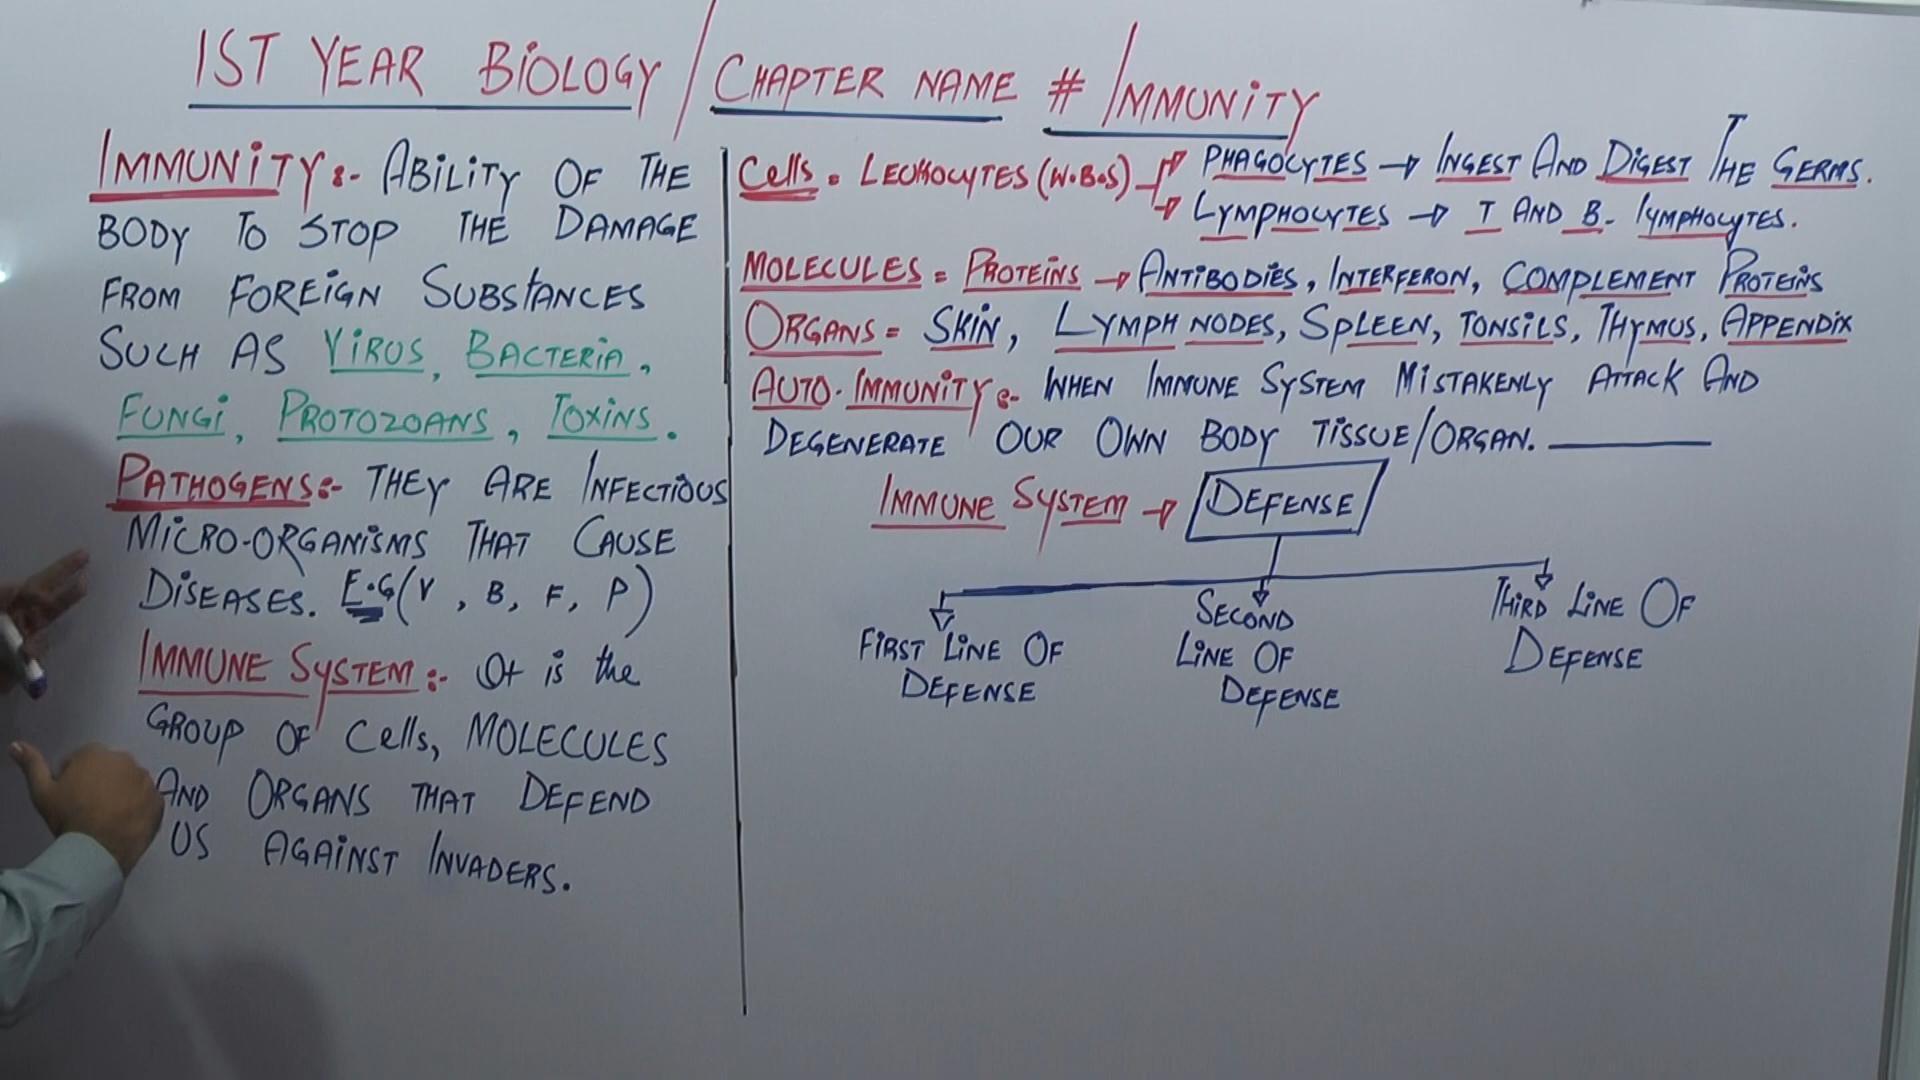 1ST YEAR BIOLOGY / CHAPTER NAME # IMMUNITY
IMMUNITY:- ABILITY OF THE
BODY TO STOP THE DAMAGE
FROM FOREIGN SUBSTANCES
SUCH AS VIRUS, BACTERIA,
FUNGI, PROTOZOANS, TOXINS.
PATHOGENS:- THEY ARE INFECTIOUS
MICRO-ORGANISMS THAT CAUSE
DISEASES. E.G (V, B, F, P)
IMMUNE SYSTEM:- It is the
GROUP OF Cells, MOLECULES
AND ORGANS THAT DEFEND
US AGAINST INVADERS.
Cells = LEUKOCYTES (W.B.S) → PHAGOCYTES → INGEST AND DIGEST THE GERMS.
→ LYMPHOCYTES → T AND B- LYMPHOCYTES.
MOLECULES = PROTEINS → ANTIBODIES, INTERFERON, COMPLEMENT PROTEINS
ORGANS = SKIN, LYMPH NODES, SPLEEN, TONSILS, THYMUS, APPENDIX
AUTO-IMMUNITY:- WHEN IMMUNE SYSTEM MISTAKENLY ATTACK AND
DEGENERATE OUR OWN BODY TISSUE/ORGAN.
IMMUNE SYSTEM → DEFENSE
FIRST LINE OF
DEFENSE
SECOND
LINE OF
DEFENSE
THIRD LINE OF
DEFENSE